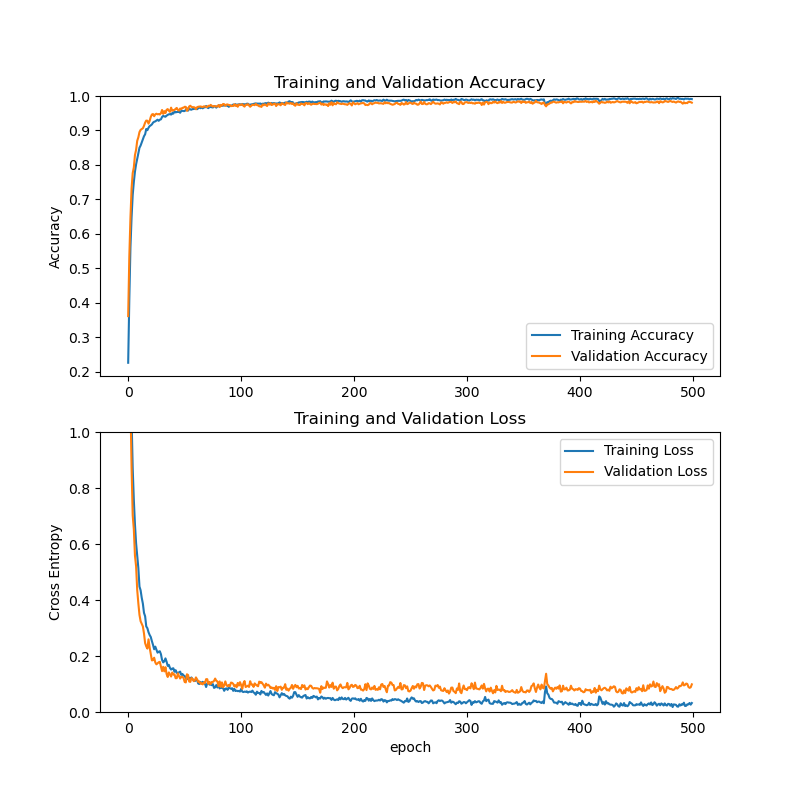 Training and Validation Accuracy
Accuracy
1.0
0.9
0.8
0.7
0.6
0.5
0.4
0.3
0.2
Training Accuracy
Validation Accuracy
0 100 200 300 400 500
Training and Validation Loss
Cross Entropy
1.0
0.8
0.6
0.4
0.2
0.0
Training Loss
Validation Loss
0 100 200 300 400 500
epoch